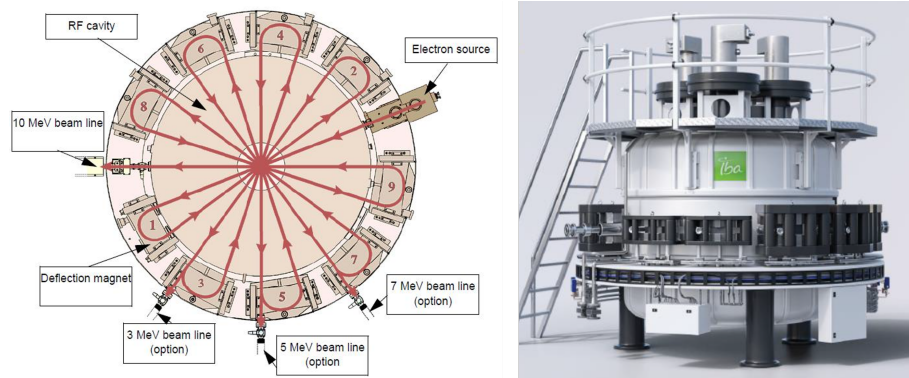 RF cavity
Electron source
10 MeV beam line
Deflection magnet
3 MeV beam line
(option)
5 MeV beam line
(option
7 MeV beam line
(option)
6
4
2
8
9
1
3
5
7
iba